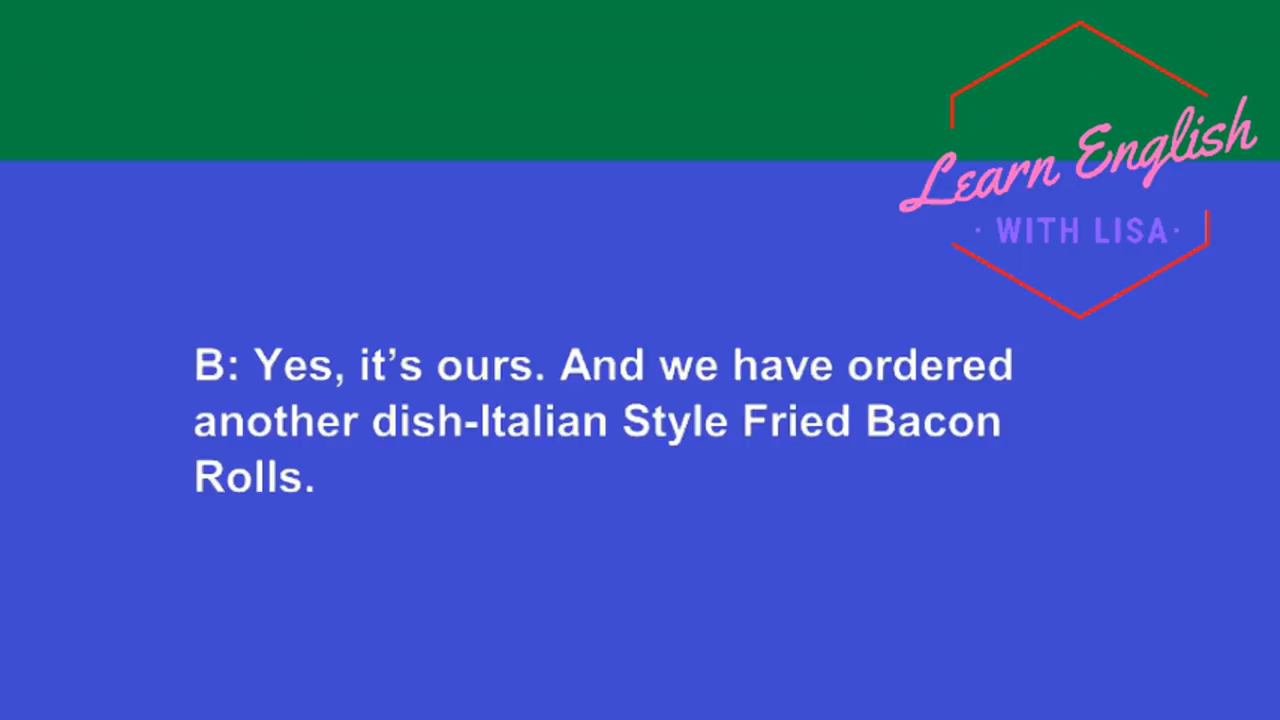 Learn English
· WITH LISA·
B: Yes, it’s ours. And we have ordered
another dish-Italian Style Fried Bacon
Rolls.